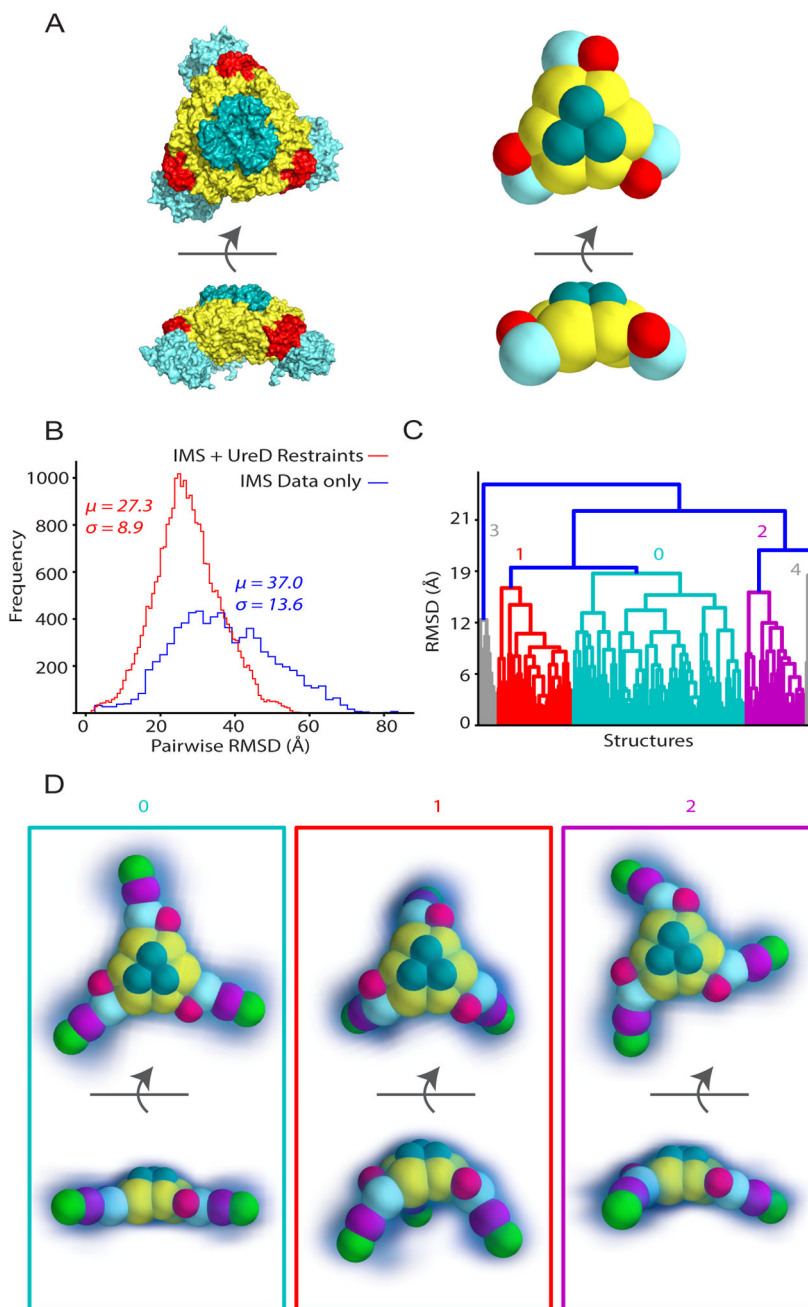 A
B
IMS + UreD Restraints
IMS Data only
μ = 27.3
σ = 8.9
μ = 37.0
σ = 13.6
Frequency
1000
800
600
400
200
0 20 40 60 80
Pairwise RMSD (Å)
C
RMSD (Å)
21
19
12
6
0
3
1
0
2
4
Structures
D
0 1 2